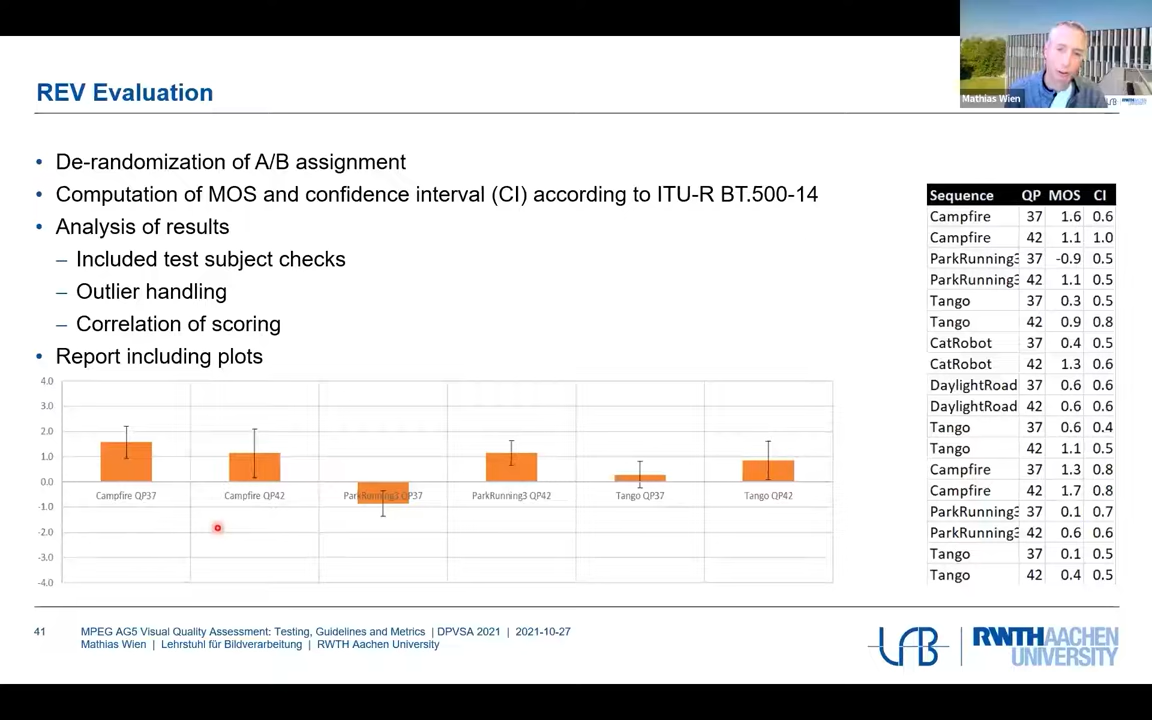 Mathias Wien
REV Evaluation
• De-randomization of A/B assignment
• Computation of MOS and confidence interval (CI) according to ITU-R BT.500-14
• Analysis of results
– Included test subject checks
– Outlier handling
– Correlation of scoring
• Report including plots
4.0
3.0
2.0
1.0
0.0
-1.0
-2.0
-3.0
-4.0
Campfire QP37
Campfire QP42
ParkRunning3 QP37
ParkRunning3 QP42
Tango QP37
Tango QP42
Sequence QP MOS CI
Campfire 37 1.6 0.6
Campfire 42 1.1 1.0
ParkRunning3 37 -0.9 0.5
ParkRunning3 42 1.1 0.5
Tango 37 0.3 0.5
Tango 42 0.9 0.8
CatRobot 37 0.4 0.5
CatRobot 42 1.3 0.6
DaylightRoad 37 0.6 0.6
DaylightRoad 42 0.6 0.6
Tango 37 0.6 0.4
Tango 42 1.1 0.5
Campfire 37 1.3 0.8
Campfire 42 1.7 0.8
ParkRunning3 37 0.1 0.7
ParkRunning3 42 0.6 0.6
Tango 37 0.1 0.5
Tango 42 0.4 0.5
41
MPEG AG5 Visual Quality Assessment: Testing, Guidelines and Metrics | DPVSA 2021 | 2021-10-27
Mathias Wien | Lehrstuhl für Bildverarbeitung | RWTH Aachen University
LfB
RWTHAACHEN
UNIVERSITY